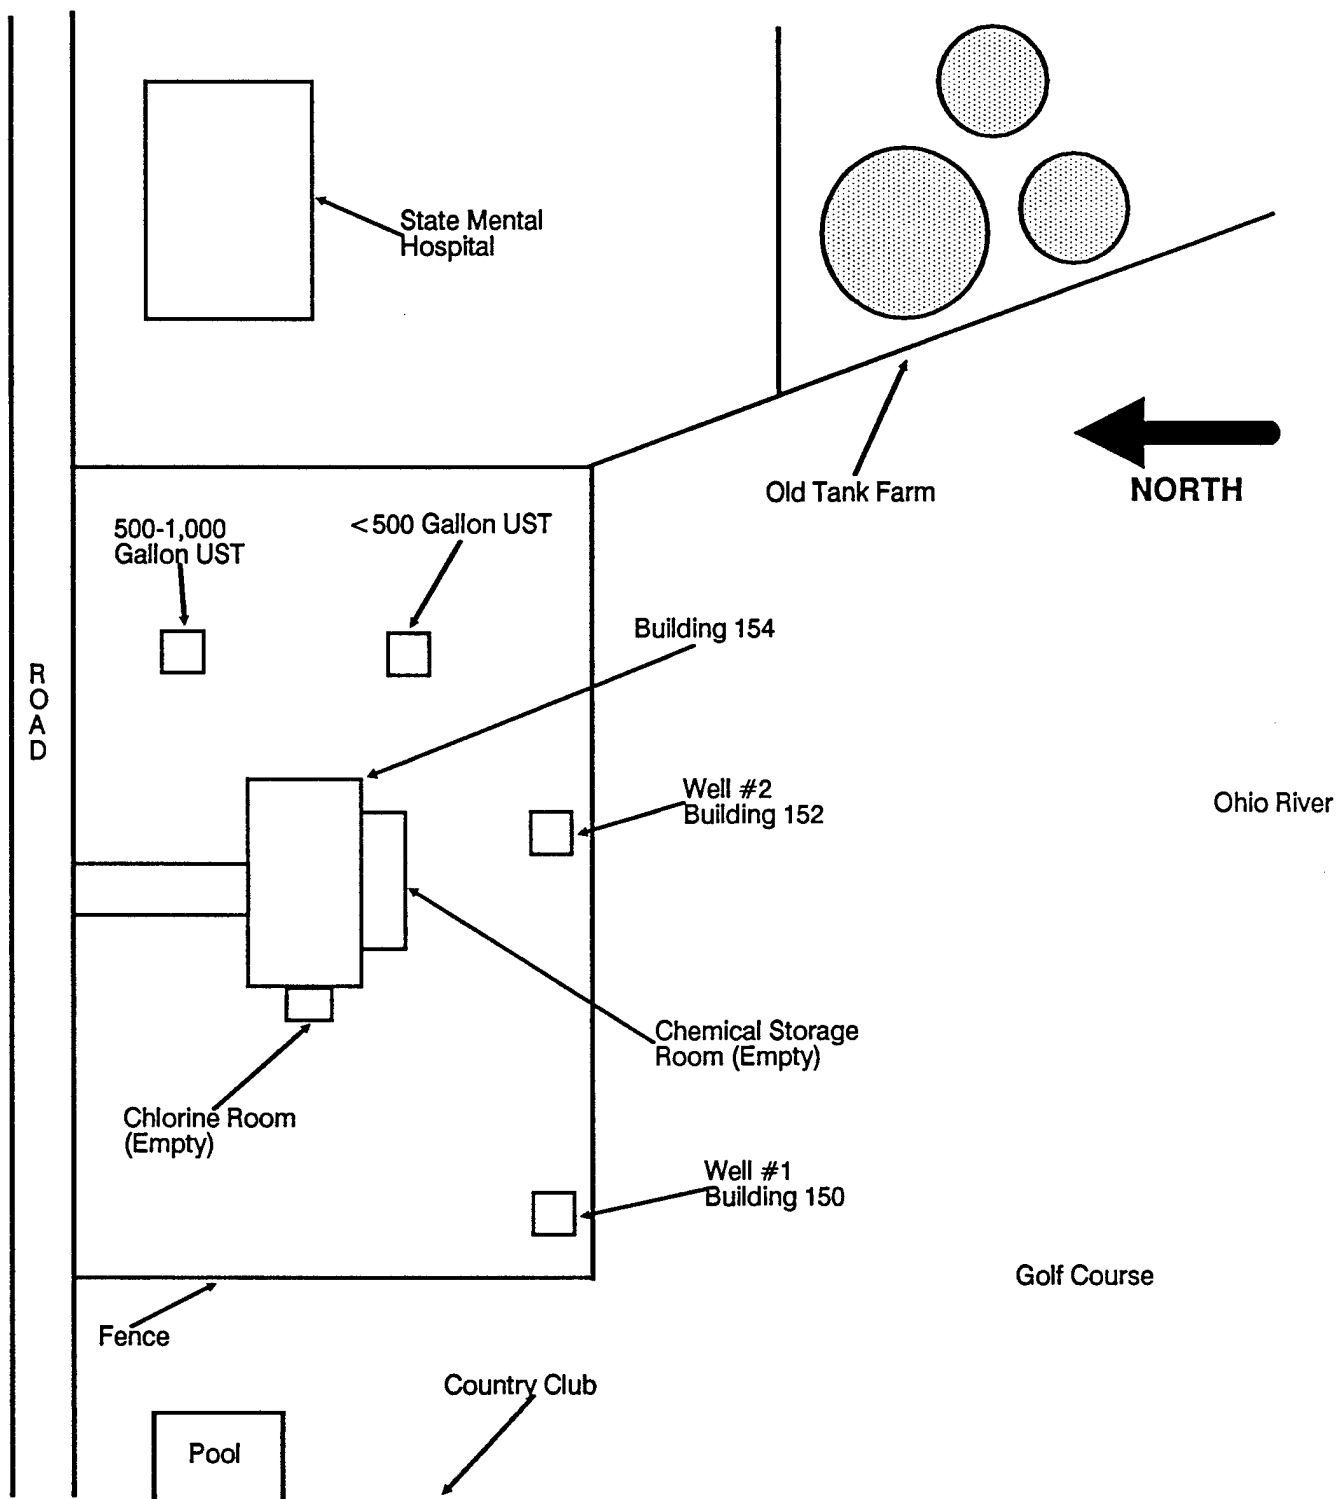 State Mental
Hospital
Old Tank Farm
NORTH
500-1,000
Gallon UST
<500 Gallon UST
Building 154
ROAD
Well #2
Building 152
Ohio River
Chemical Storage
Room (Empty)
Chlorine Room
(Empty)
Well #1
Building 150
Golf Course
Fence
Country Club
Pool